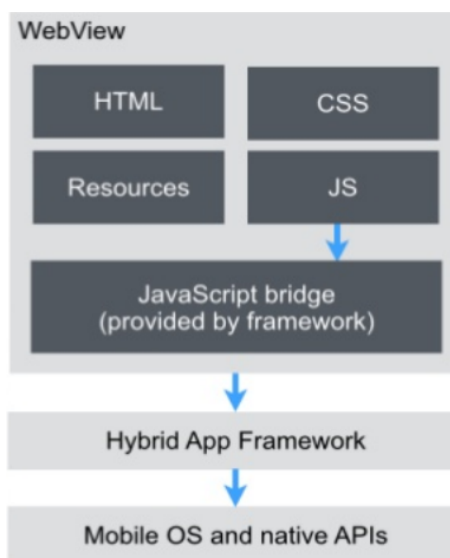 WebView
HTML
CSS
Resources
JS
JavaScript bridge
(provided by framework)
Hybrid App Framework
Mobile OS and native APIs